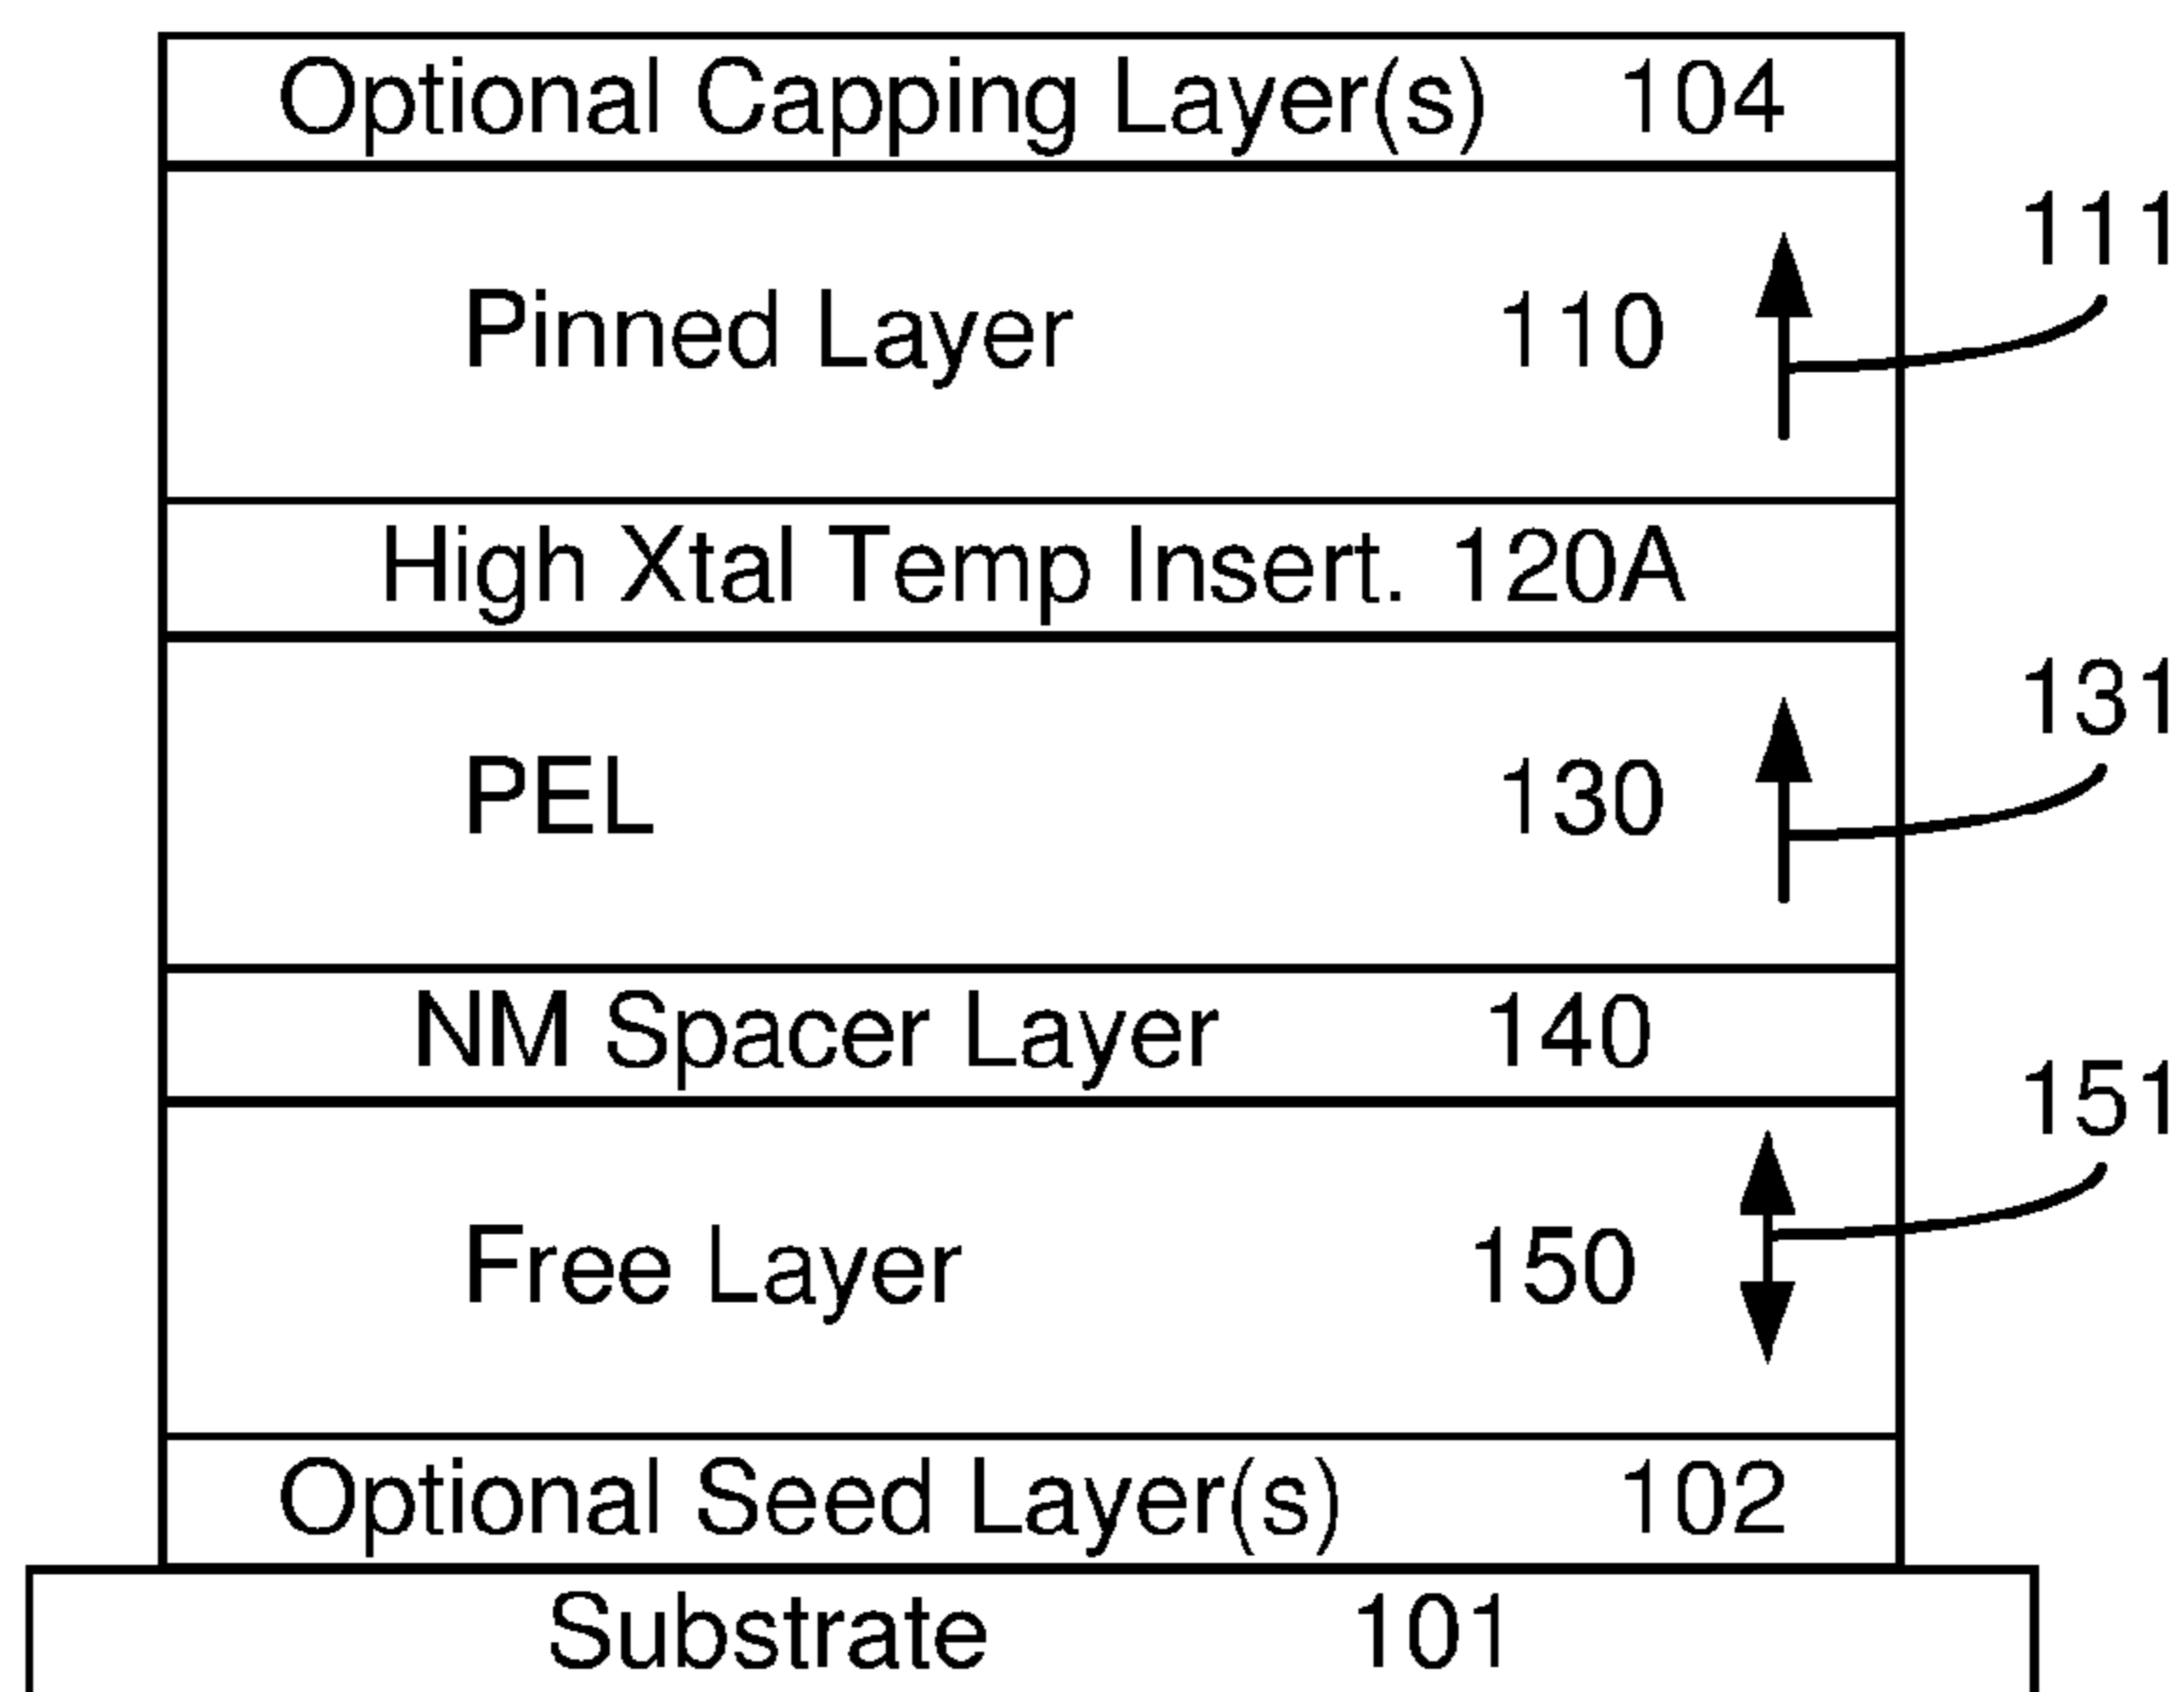 Optional Capping Layer(s) 104
111
Pinned Layer 110
High Xtal Temp Insert. 120A
131
PEL 130
NM Spacer Layer 140
151
Free Layer 150
Optional Seed Layer(s) 102
Substrate 101